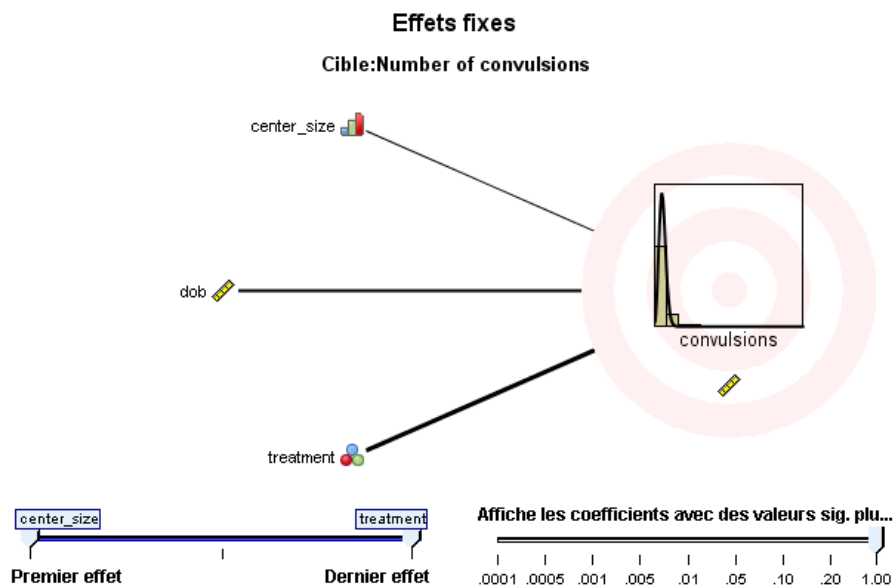 Effets fixes
Cible:Number of convulsions
center_size
dob
convulsions
treatment
center_size
treatment
Premier effet
Dernier effet
Affiche les coefficients avec des valeurs sig. plu...
.0001 .0005 .001 .005 .01 .05 .10 .20 1.00